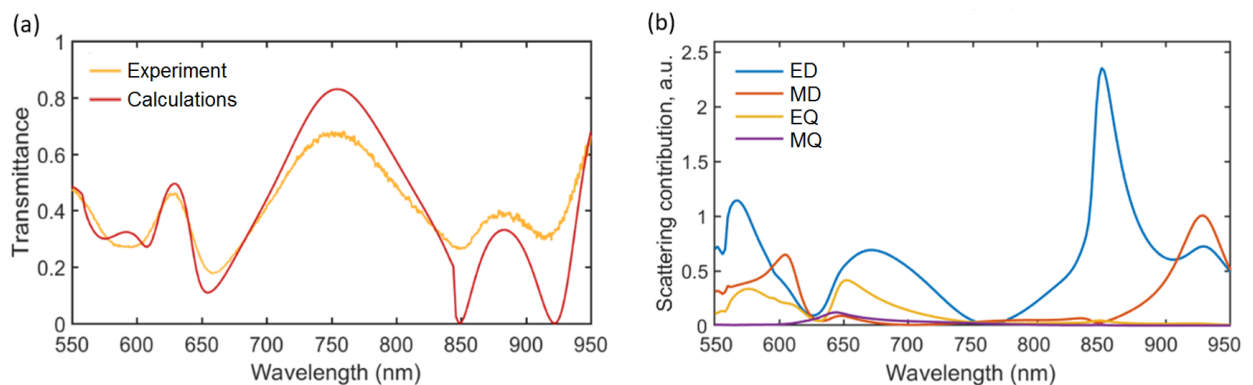 (a)
Transmittance
1
0.8
0.6
0.4
0.2
0
Experiment
Calculations
550 600 650 700 750 800 850 900 950
Wavelength (nm)
(b)
Scattering contribution, a.u.
2.5
2
1.5
1
0.5
0
ED
MD
EQ
MQ
550 600 650 700 750 800 850 900 950
Wavelength (nm)